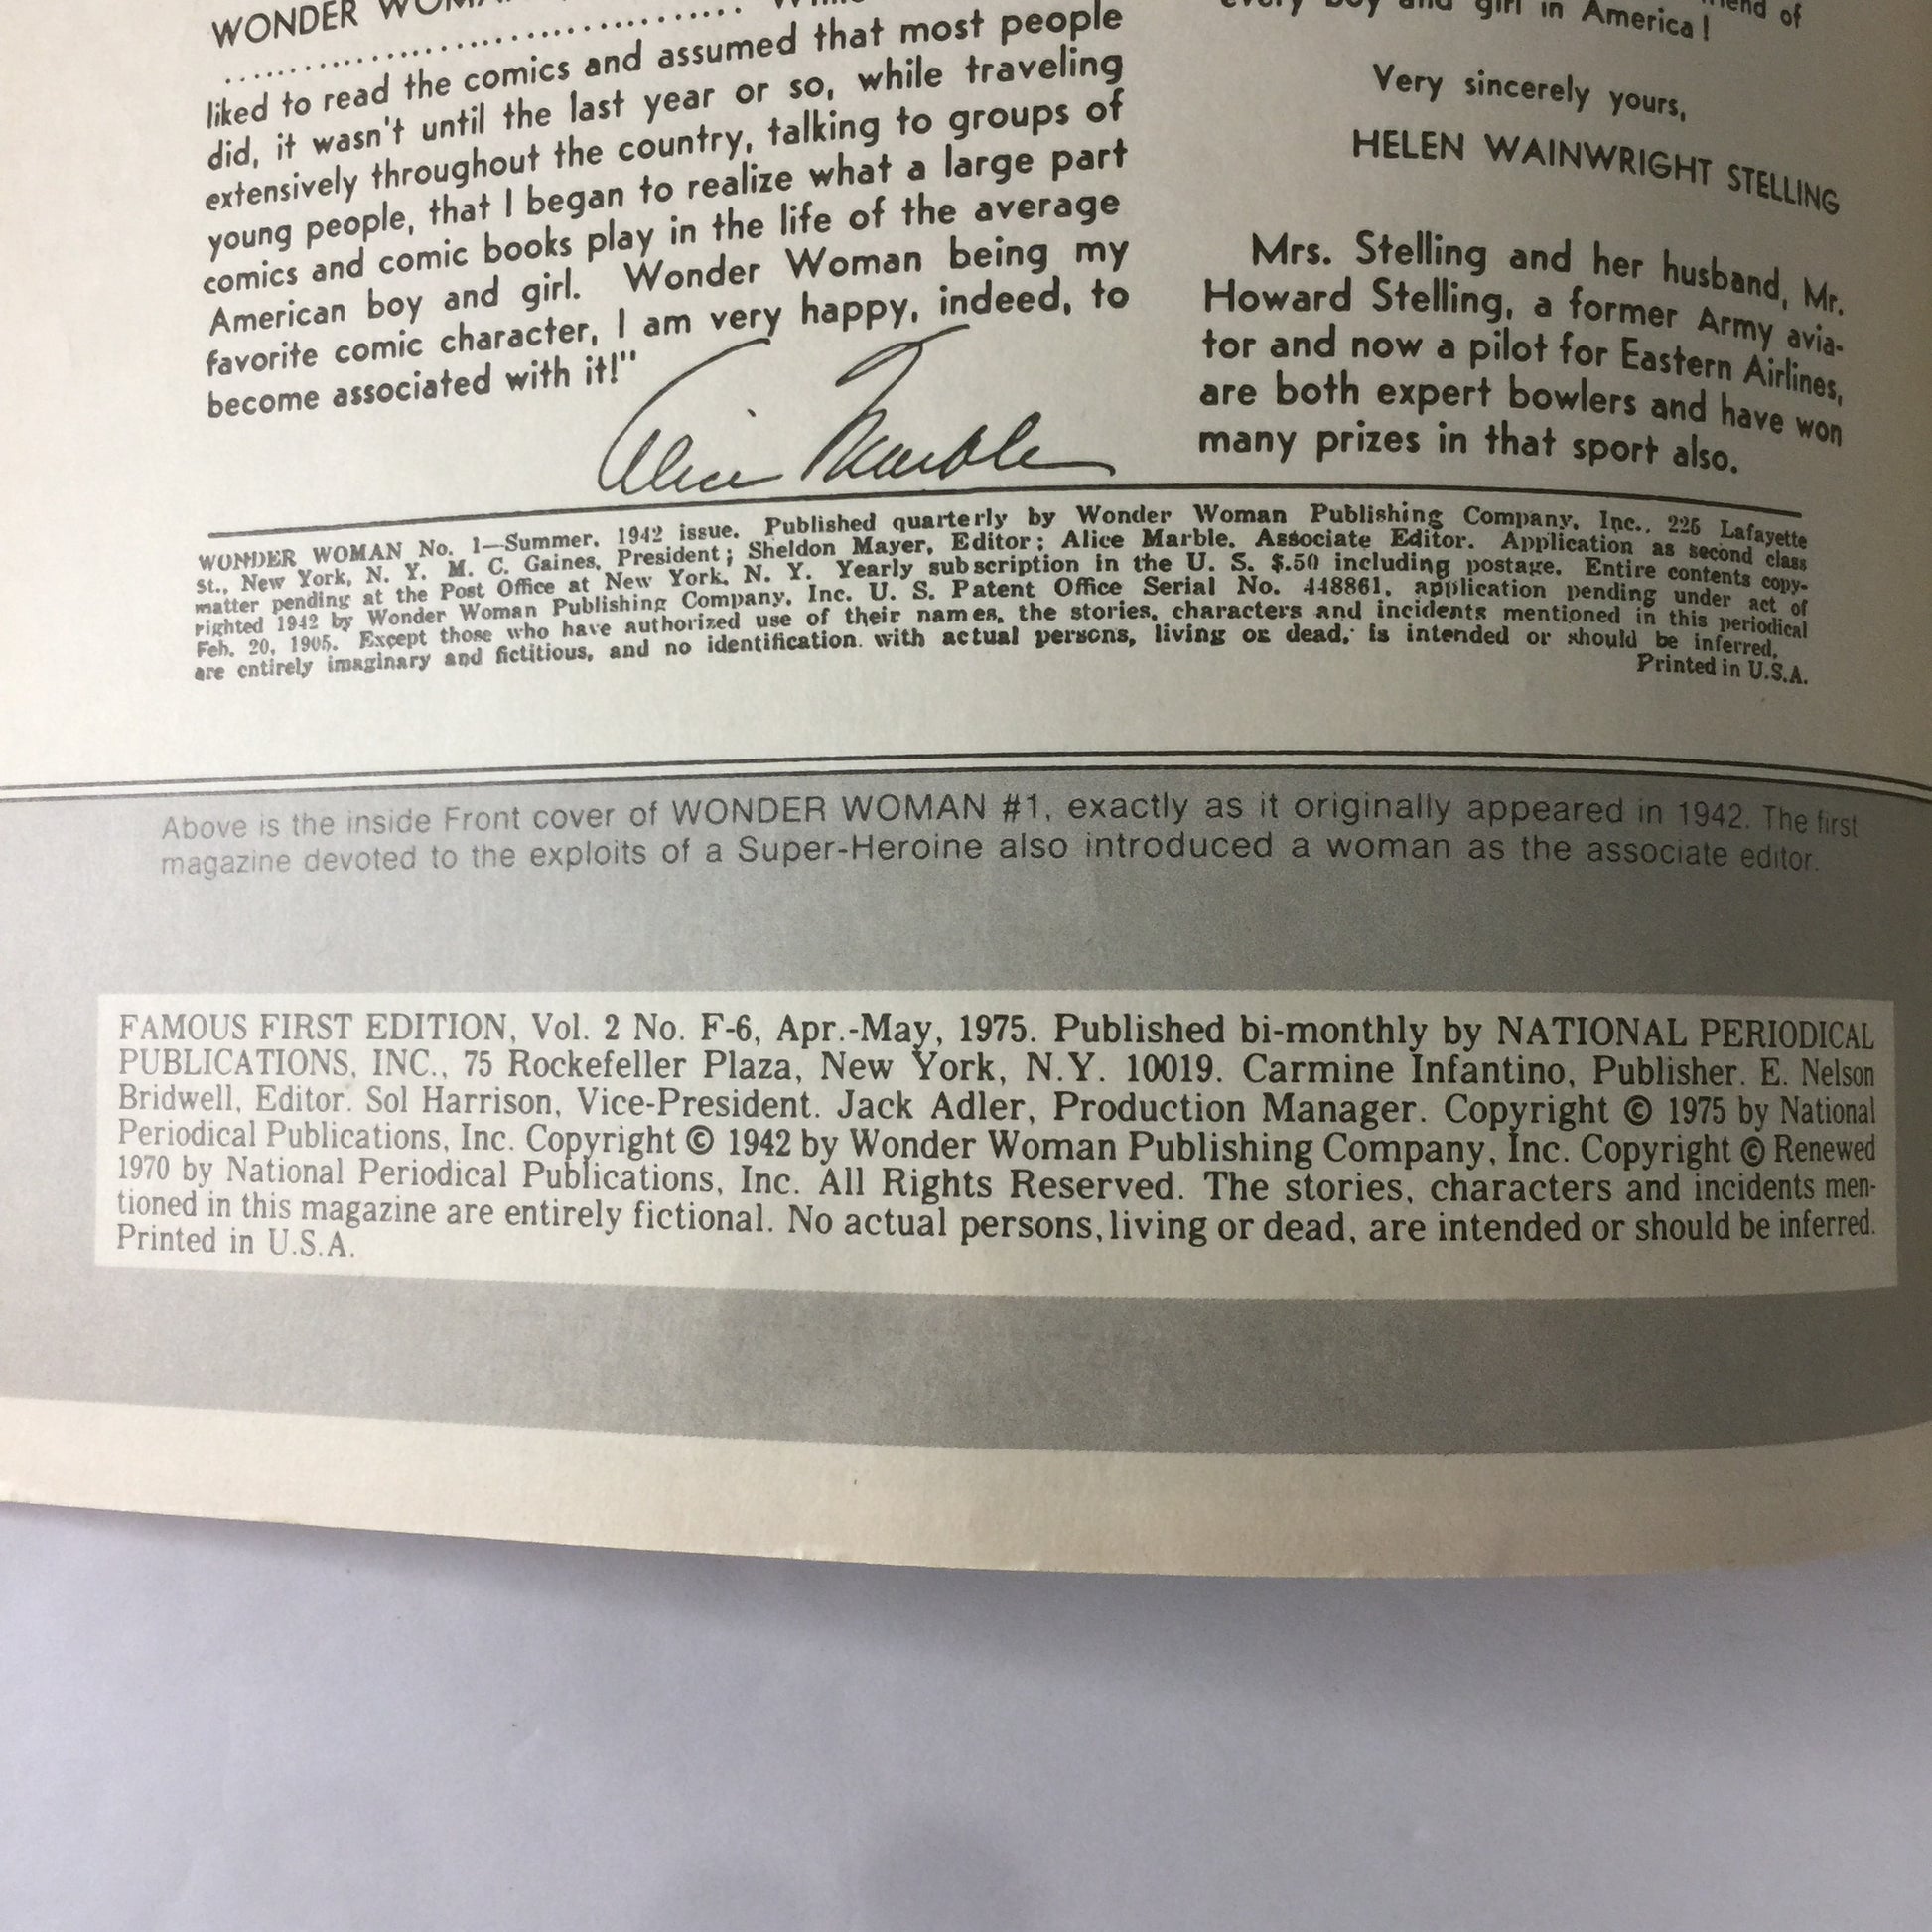 WONDER
liked to read the comics and assumed that most people
did, it wasn't until the last year or so, while traveling
extensively throughout the country, talking to groups of
young people, that I began to realize what a large part
comics and comic books play in the life of the average
American boy and girl. Wonder Woman being my
favorite comic character, I am very happy, indeed, to
become associated with it!"
Alice Marble
girl in America!
Very sincerely yours,
HELEN WAINWRIGHT STELLING
Mrs. Stelling and her husband, Mr.
Howard Stelling, a former Army avia-
tor and now a pilot for Eastern Airlines,
are both expert bowlers and have won
many prizes in that sport also.
WONDER WOMAN No. 1—Summer, 1942 issue. Published quarterly by Wonder Woman Publishing Company, Inc., 225 Lafayette
St., New York, N. Y. M. C. Gaines, President; Sheldon Mayer, Editor; Alice Marble, Associate Editor. Application as second class
matter pending at the Post Office at New York, N. Y. Yearly subscription in the U. S. $.50 including postage. Entire contents copy-
righted 1942 by Wonder Woman Publishing Company, Inc. U. S. Patent Office Serial No. 448861, application pending under act of
Feb. 20, 1905. Except those who have authorized use of their names, the stories, characters and incidents mentioned in this periodical
are entirely imaginary and fictitious, and no identification with actual persons, living or dead, is intended or should be inferred.
Printed in U.S.A.
Above is the inside Front cover of WONDER WOMAN #1, exactly as it originally appeared in 1942. The first
magazine devoted to the exploits of a Super-Heroine also introduced a woman as the associate editor.
FAMOUS FIRST EDITION, Vol. 2 No. F-6, Apr.-May, 1975. Published bi-monthly by NATIONAL PERIODICAL
PUBLICATIONS, INC., 75 Rockefeller Plaza, New York, N.Y. 10019. Carmine Infantino, Publisher. E. Nelson
Bridwell, Editor. Sol Harrison, Vice-President. Jack Adler, Production Manager. Copyright © 1975 by National
Periodical Publications, Inc. Copyright © 1942 by Wonder Woman Publishing Company, Inc. Copyright © Renewed
1970 by National Periodical Publications, Inc. All Rights Reserved. The stories, characters and incidents men-
tioned in this magazine are entirely fictional. No actual persons, living or dead, are intended or should be inferred.
Printed in U.S.A.